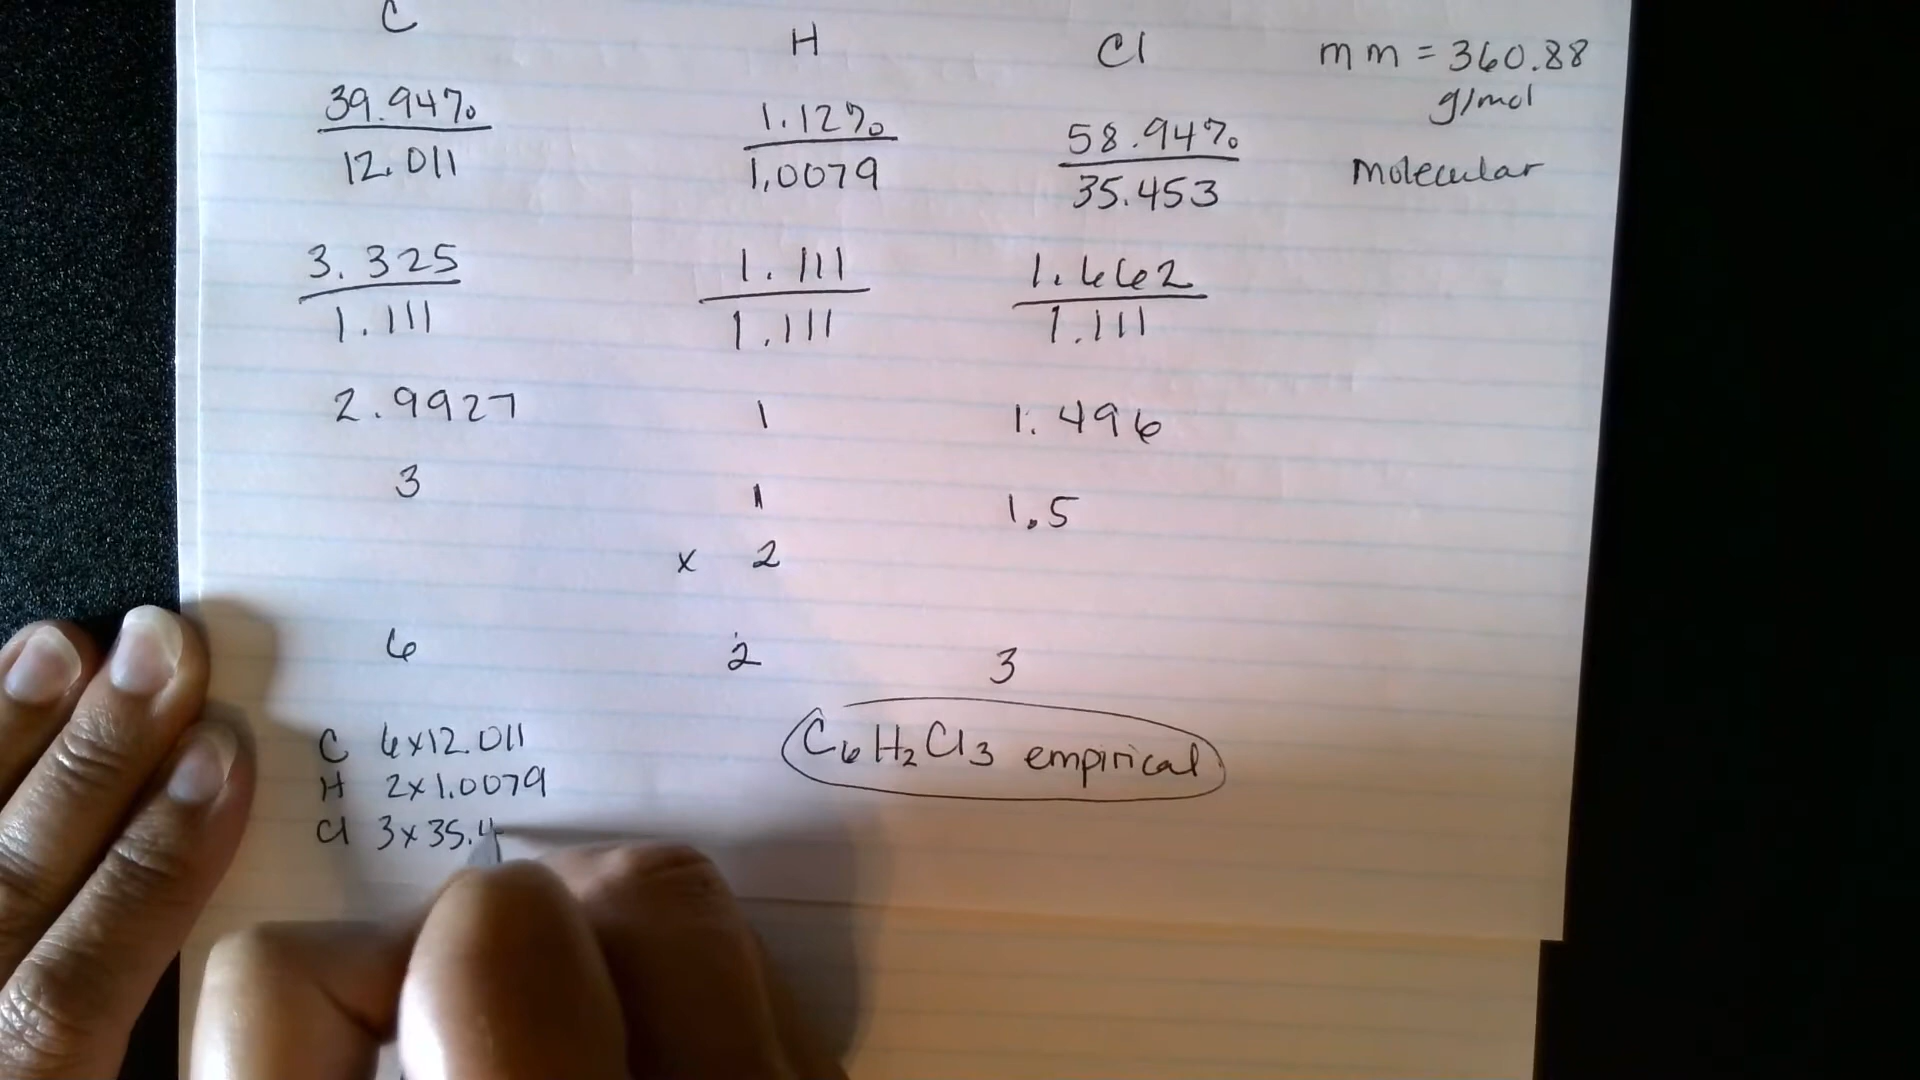 C H Cl mm = 360.88
g/mol
39.94% 1.12% 58.94%
12.011 1.0079 35.453
Molecular
3.325 1.111 1.662
1.111 1.111 1.111
2.9927 1 1.496
3 1 1.5
x 2
6 2 3
C 6x12.011
C6H2Cl3 empirical
H 2x1.0079
Cl 3x35.4